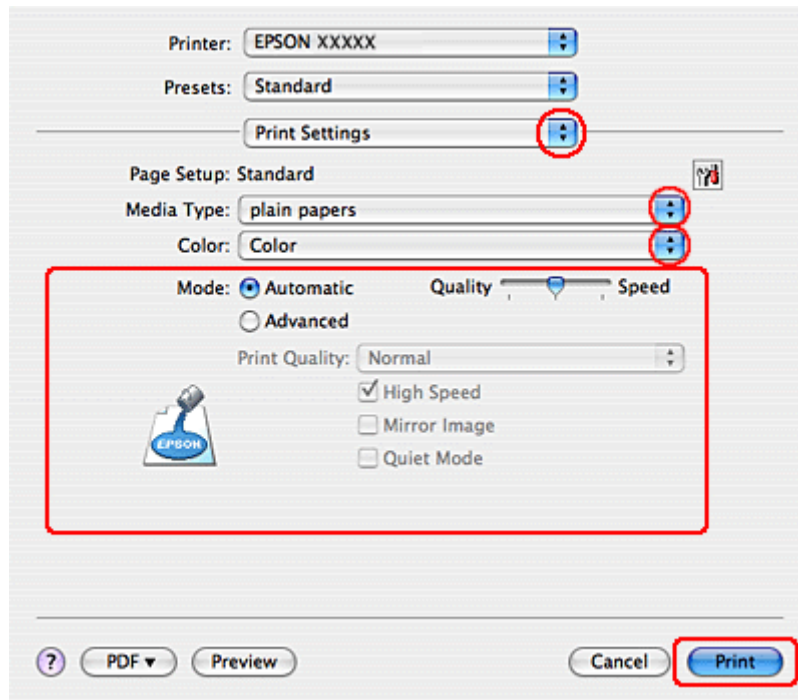 Printer: EPSON XXXXX
Presets: Standard
Print Settings
Page Setup: Standard
Media Type: plain papers
Color: Color
Mode: Automatic Quality Speed
Advanced
Print Quality: Normal
High Speed
Mirror Image
Quiet Mode
EPSON
? PDF Preview Cancel Print